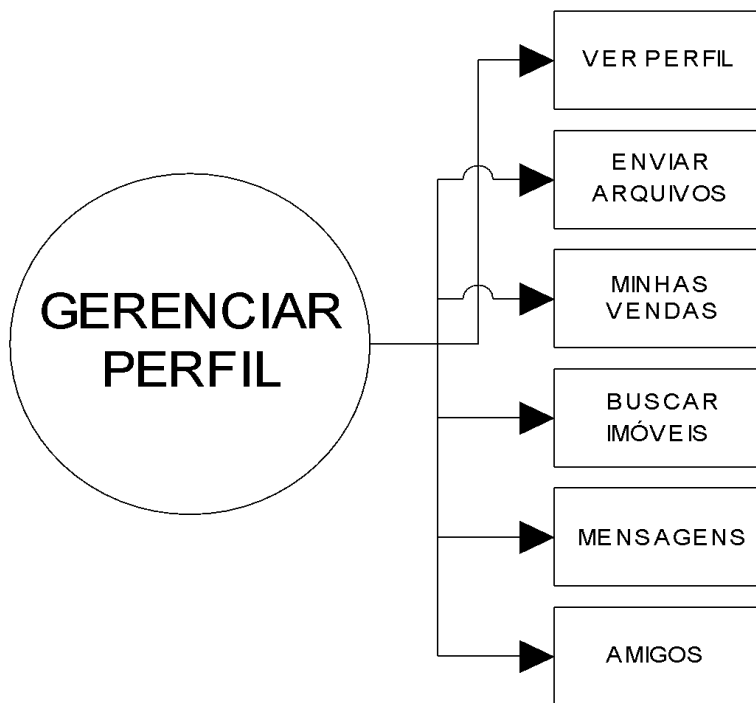 GERENCIAR
PERFIL
VER PERFIL
ENVIAR
ARQUIVOS
MINHAS
VENDAS
BUSCAR
IMÓVEIS
MENSAGENS
AMIGOS